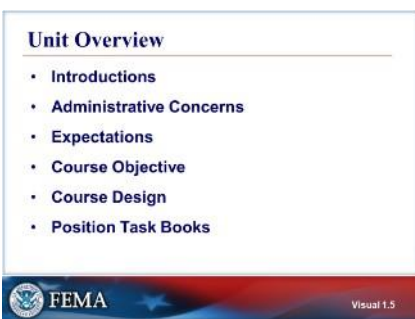 Unit Overview
• Introductions
• Administrative Concerns
• Expectations
• Course Objective
• Course Design
• Position Task Books
FEMA
Visual 1.5